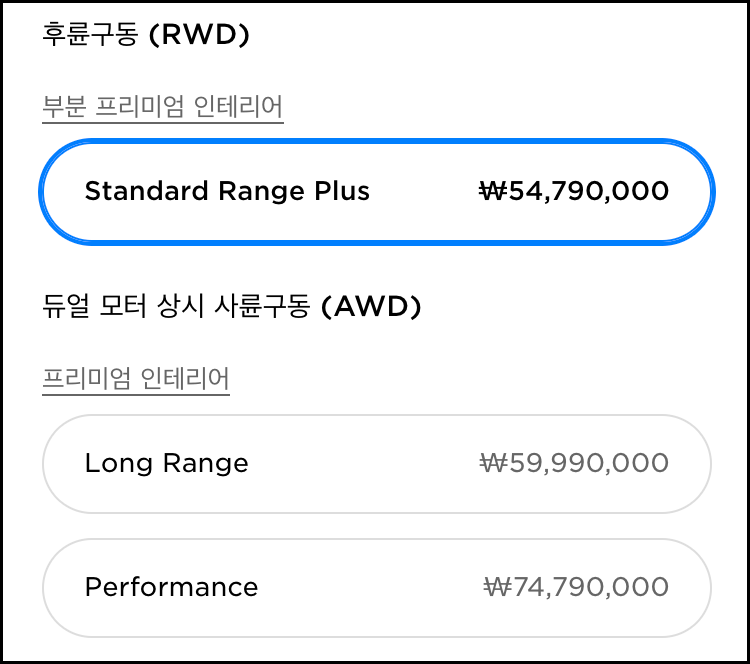 후륜구동 (RWD)
부분 프리미엄 인테리어
Standard Range Plus ₩54,790,000
듀얼 모터 상시 사륜구동 (AWD)
프리미엄 인테리어
Long Range ₩59,990,000
Performance ₩74,790,000